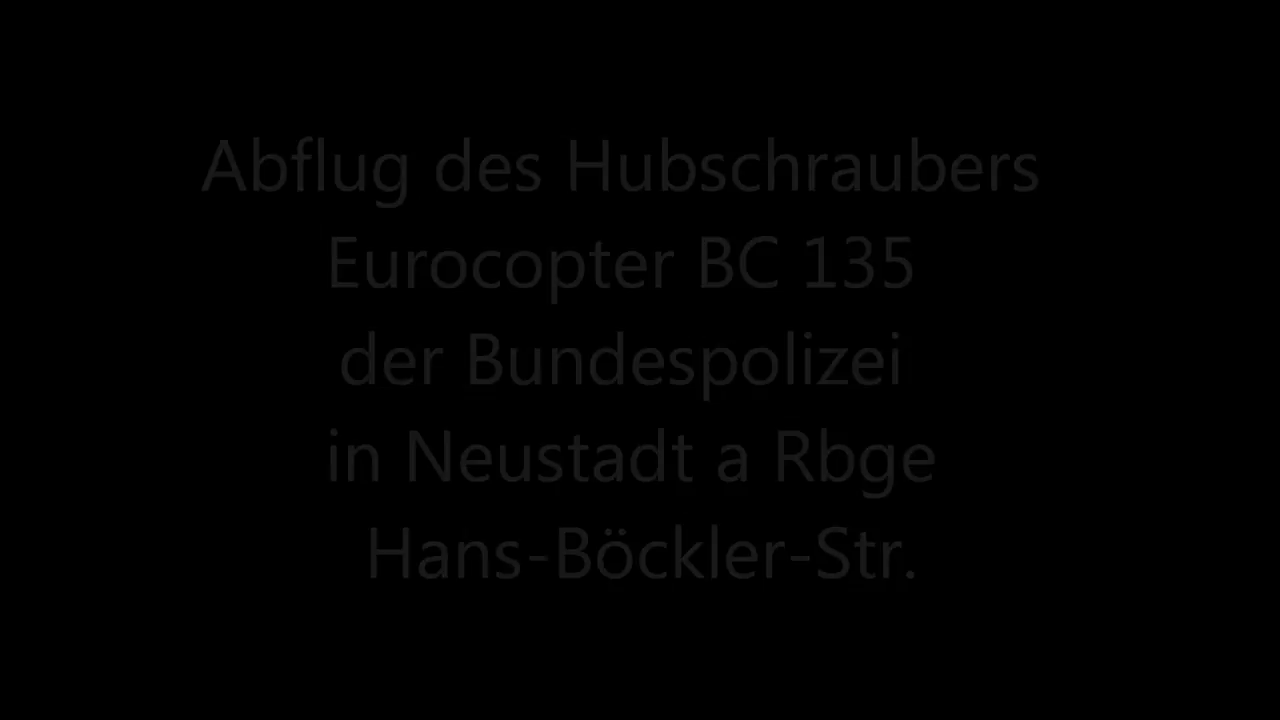 Abflug des Hubschraubers
Eurocopter BC 135
der Bundespolizei
in Neustadt a Rbge
Hans-Böckler-Str.